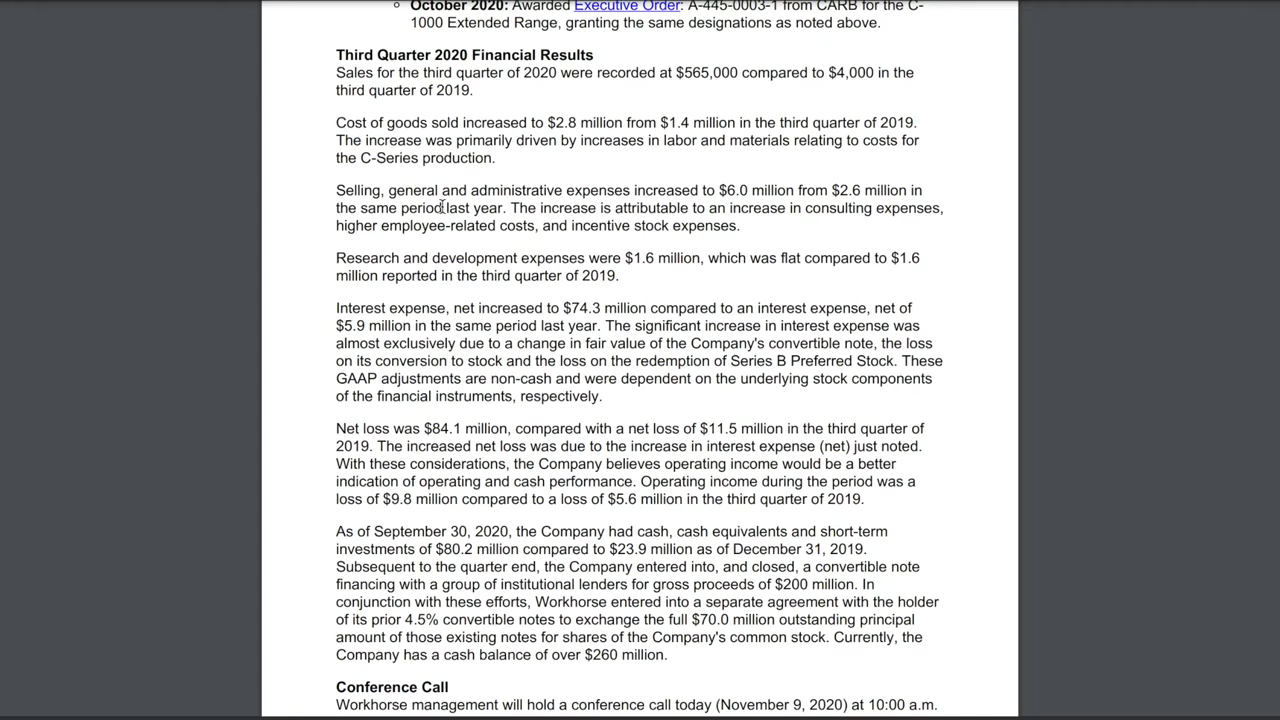 October 2020: Awarded Executive Order: A-445-0003-1 from CARB for the C-
1000 Extended Range, granting the same designations as noted above.
Third Quarter 2020 Financial Results
Sales for the third quarter of 2020 were recorded at $565,000 compared to $4,000 in the
third quarter of 2019.
Cost of goods sold increased to $2.8 million from $1.4 million in the third quarter of 2019.
The increase was primarily driven by increases in labor and materials relating to costs for
the C-Series production.
Selling, general and administrative expenses increased to $6.0 million from $2.6 million in
the same period last year. The increase is attributable to an increase in consulting expenses,
higher employee-related costs, and incentive stock expenses.
Research and development expenses were $1.6 million, which was flat compared to $1.6
million reported in the third quarter of 2019.
Interest expense, net increased to $74.3 million compared to an interest expense, net of
$5.9 million in the same period last year. The significant increase in interest expense was
almost exclusively due to a change in fair value of the Company's convertible note, the loss
on its conversion to stock and the loss on the redemption of Series B Preferred Stock. These
GAAP adjustments are non-cash and were dependent on the underlying stock components
of the financial instruments, respectively.
Net loss was $84.1 million, compared with a net loss of $11.5 million in the third quarter of
2019. The increased net loss was due to the increase in interest expense (net) just noted.
With these considerations, the Company believes operating income would be a better
indication of operating and cash performance. Operating income during the period was a
loss of $9.8 million compared to a loss of $5.6 million in the third quarter of 2019.
As of September 30, 2020, the Company had cash, cash equivalents and short-term
investments of $80.2 million compared to $23.9 million as of December 31, 2019.
Subsequent to the quarter end, the Company entered into, and closed, a convertible note
financing with a group of institutional lenders for gross proceeds of $200 million. In
conjunction with these efforts, Workhorse entered into a separate agreement with the holder
of its prior 4.5% convertible notes to exchange the full $70.0 million outstanding principal
amount of those existing notes for shares of the Company's common stock. Currently, the
Company has a cash balance of over $260 million.
Conference Call
Workhorse management will hold a conference call today (November 9, 2020) at 10:00 a.m.